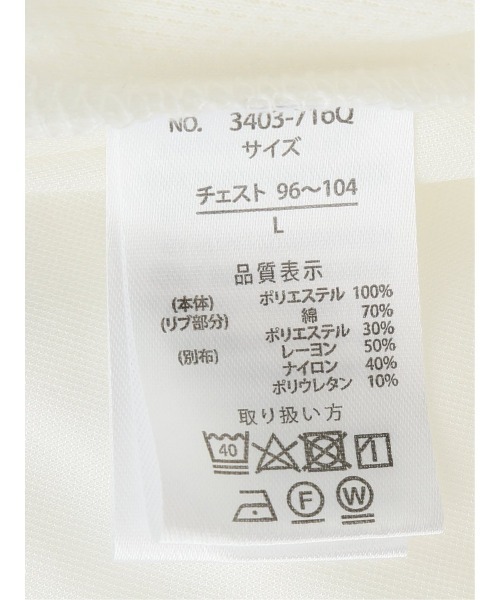 NO. 3403-716Q
サイズ
チェスト 96～104
L
品質表示
(本体) ポリエステル 100%
(リブ部分) 綿 70%
ポリエステル 30%
(別布) レーヨン 50%
ナイロン 40%
ポリウレタン 10%
取り扱い方
40
F W